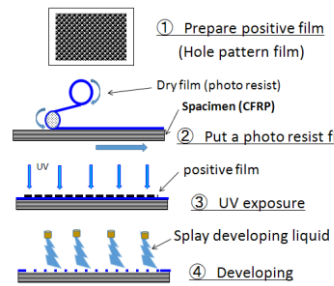 ① Prepare positive film
(Hole pattern film)
Dry film (photo resist)
Spacimen (CFRP)
② Put a photo resist f
UV
positive film
③ UV exposure
Splay developing liquid
④ Developing